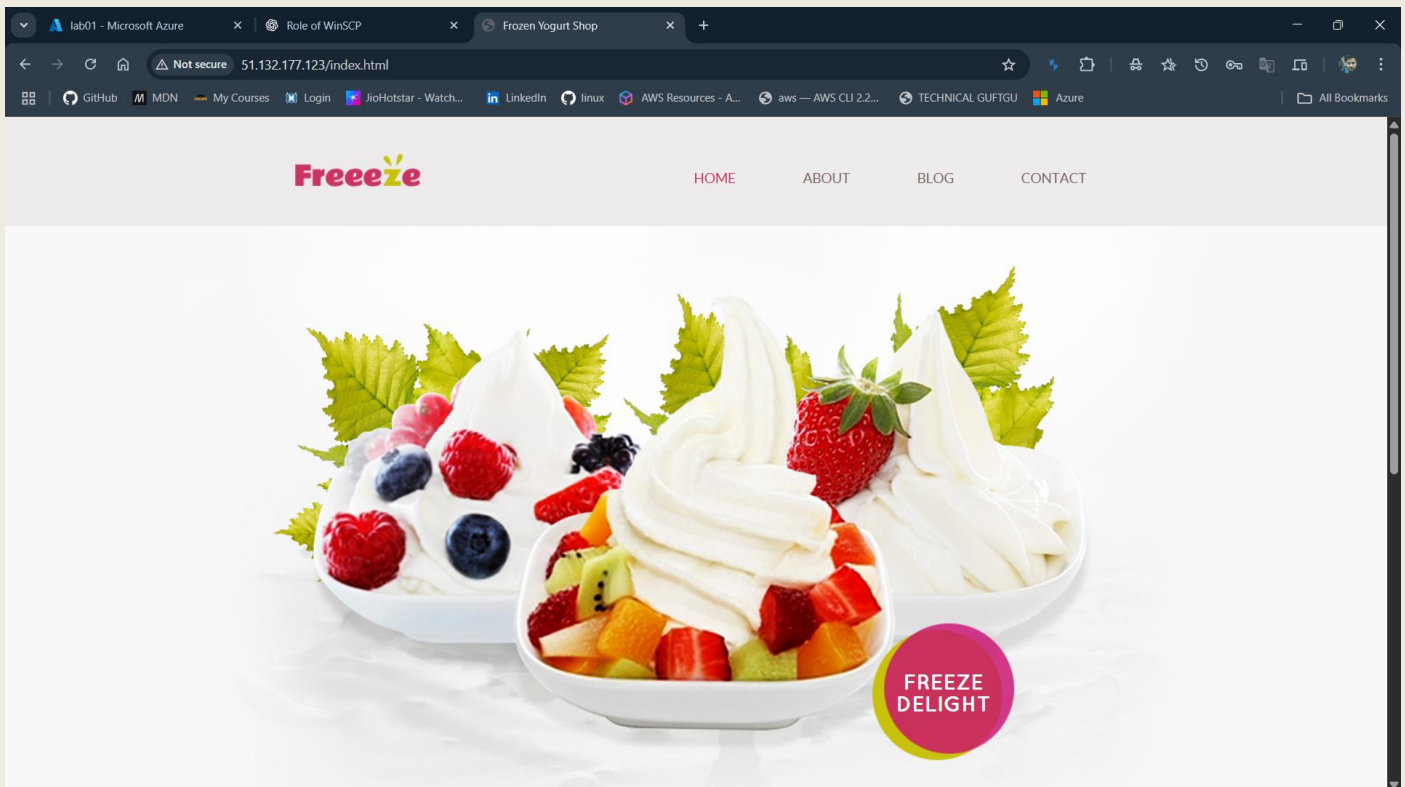 lab01 - Microsoft Azure
Role of WinSCP
Frozen Yogurt Shop
Not secure 51.132.177.123/index.html
GitHub MDN My Courses Login JioHotstar - Watch... LinkedIn linux AWS Resources - A... aws — AWS CLI 2.2... TECHNICAL GUFTGU Azure All Bookmarks
Freeeze
HOME ABOUT BLOG CONTACT
FREEZE
DELIGHT